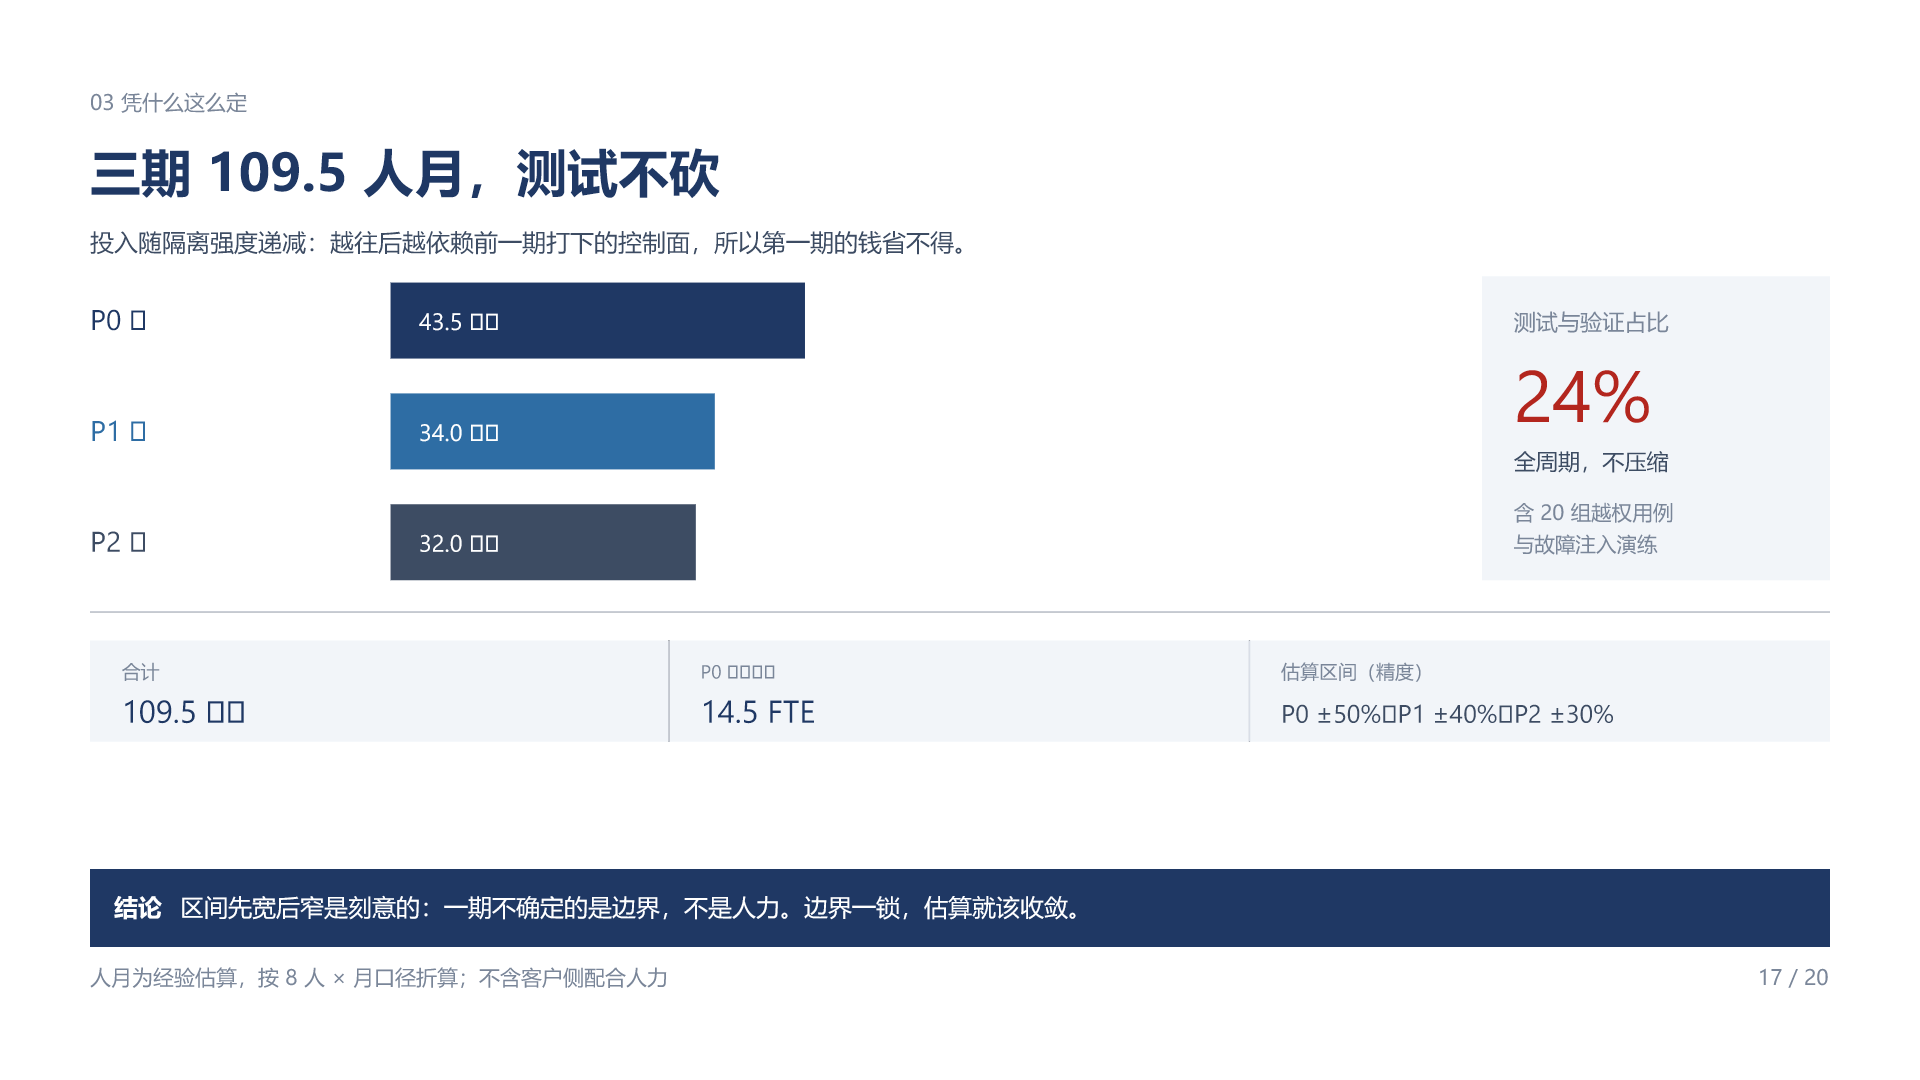 03 凭什么这么定
三期 109.5 人月，测试不砍
投入随隔离强度递减：越往后越依赖前一期打下的控制面，所以第一期的钱省不得。
P0
43.5
P1
34.0
P2
32.0
测试与验证占比
24%
全周期，不压缩
含 20 组越权用例
与故障注入演练
合计
109.5
P0
14.5 FTE
估算区间（精度）
P0 ±50% P1 ±40% P2 ±30%
结论 区间先宽后窄是刻意的：一期不确定的是边界，不是人力。边界一锁，估算就该收敛。
人月为经验估算，按 8 人 × 月口径折算；不含客户侧配合人力
17 / 20